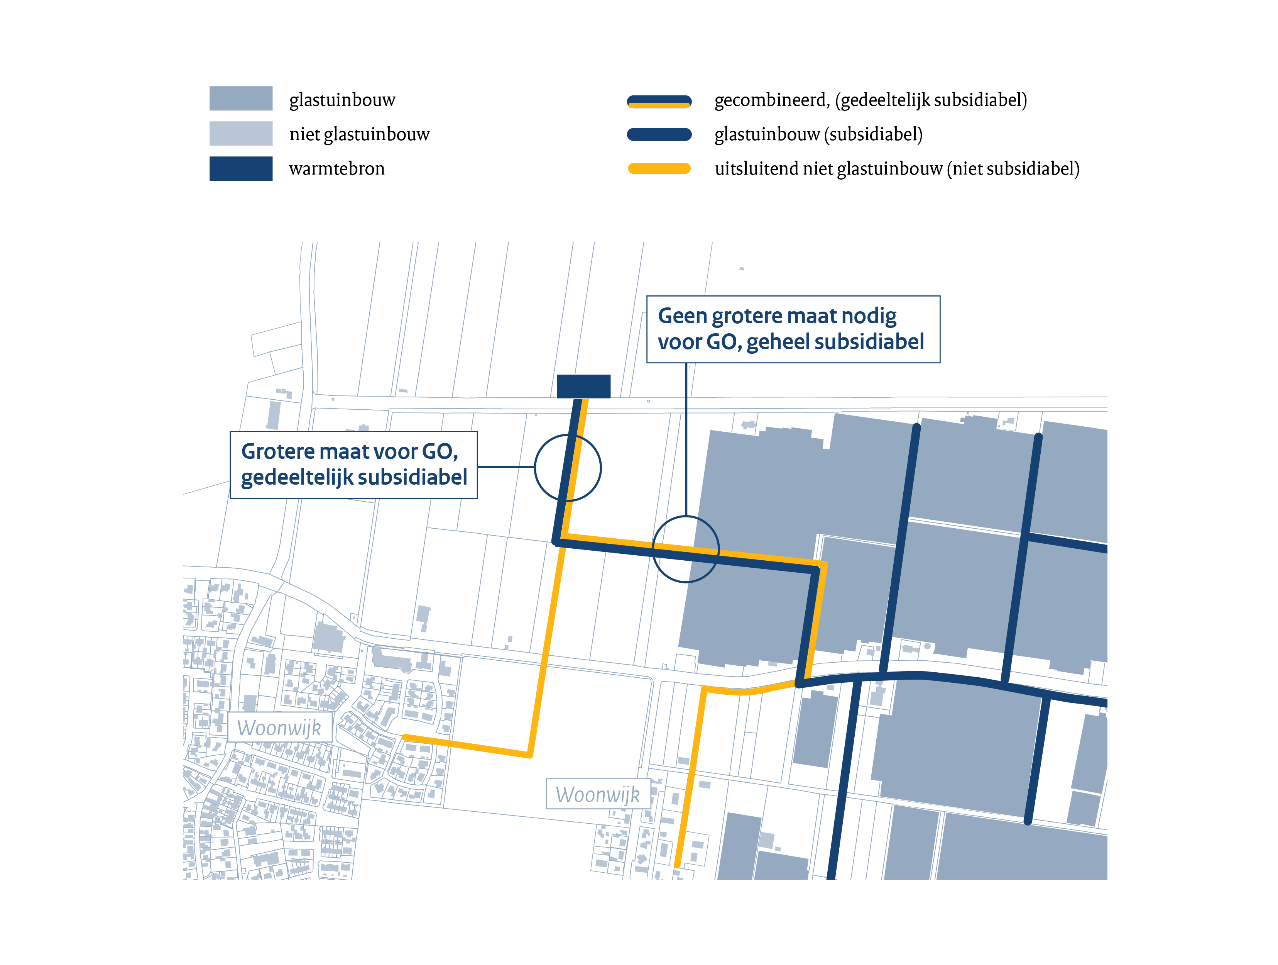 glastuinbouw
niet glastuinbouw
warmtebron
gecombineerd, (gedeeltelijk subsidiabel)
glastuinbouw (subsidiabel)
uitsluitend niet glastuinbouw (niet subsidiabel)
Geen grotere maat nodig
voor GO, geheel subsidiabel
Grotere maat voor GO,
gedeeltelijk subsidiabel
Woonwijk
Woonwijk